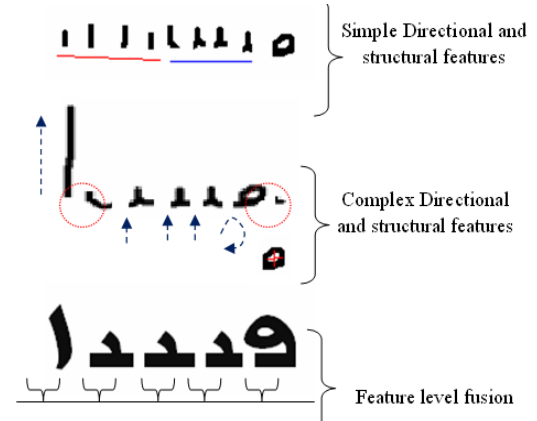 Simple Directional and
structural features
Complex Directional
and structural features
Feature level fusion